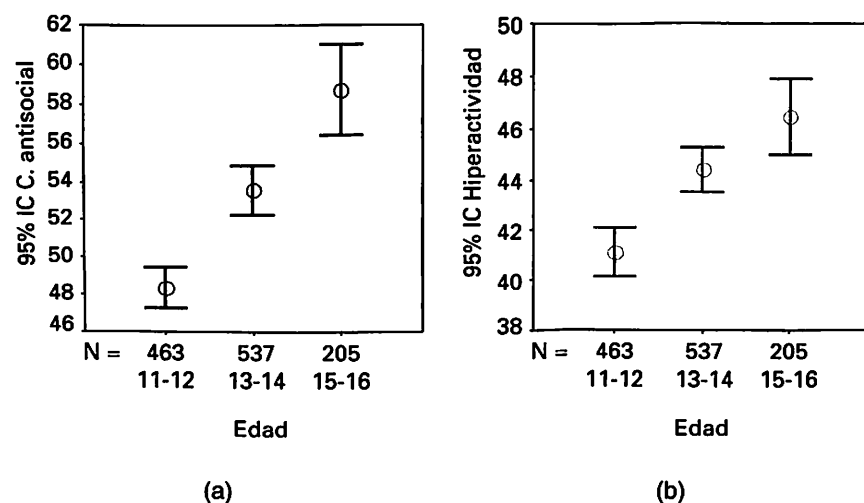 95% IC C. antisocial
62
60
58
56
54
52
50
48
46
N = 463 537 205
11-12 13-14 15-16
Edad
(a)
95% IC Hiperactividad
50
48
46
44
42
40
38
N = 463 537 205
11-12 13-14 15-16
Edad
(b)